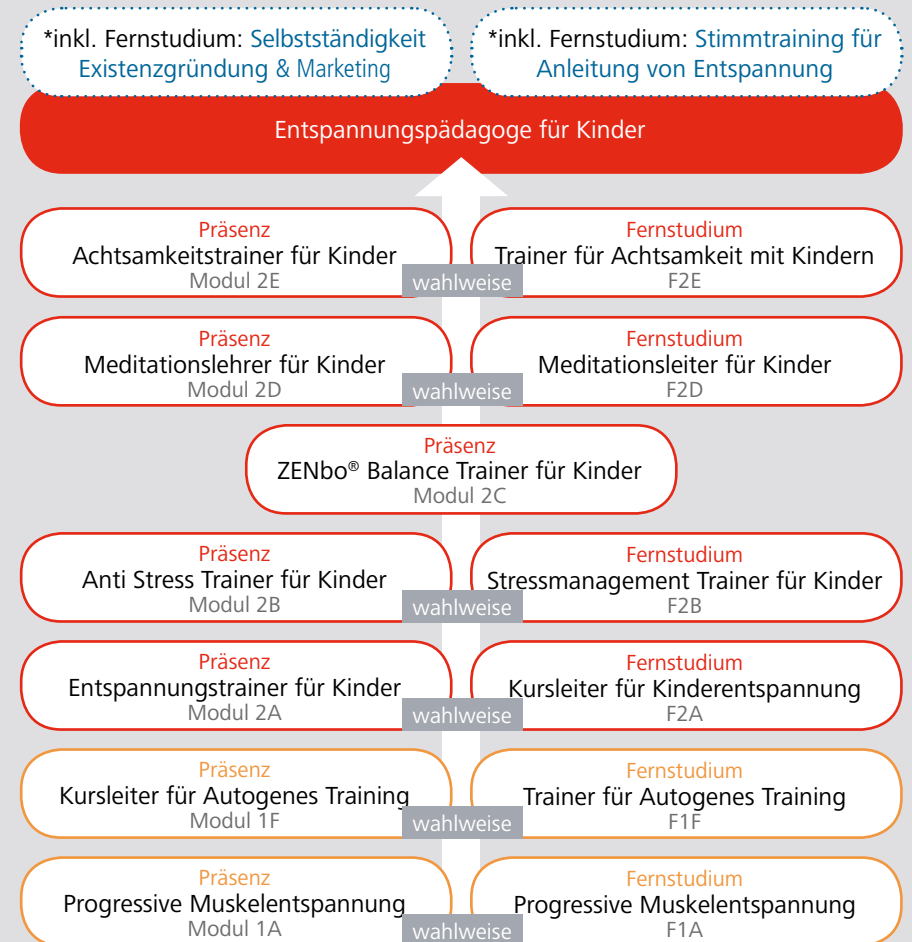 *inkl. Fernstudium: Selbstständigkeit
Existenzgründung & Marketing
*inkl. Fernstudium: Stimmtraining für
Anleitung von Entspannung
Entspannungspädagoge für Kinder
Präsenz
Achtsamkeitstrainer für Kinder
Modul 2E
wahlweise
Fernstudium
Trainer für Achtsamkeit mit Kindern
F2E
Präsenz
Meditationslehrer für Kinder
Modul 2D
wahlweise
Fernstudium
Meditationsleiter für Kinder
F2D
Präsenz
ZENbo® Balance Trainer für Kinder
Modul 2C
Präsenz
Anti Stress Trainer für Kinder
Modul 2B
wahlweise
Fernstudium
Stressmanagement Trainer für Kinder
F2B
Präsenz
Entspannungstrainer für Kinder
Modul 2A
wahlweise
Fernstudium
Kursleiter für Kinderentspannung
F2A
Präsenz
Kursleiter für Autogenes Training
Modul 1F
wahlweise
Fernstudium
Trainer für Autogenes Training
F1F
Präsenz
Progressive Muskelentspannung
Modul 1A
wahlweise
Fernstudium
Progressive Muskelentspannung
F1A